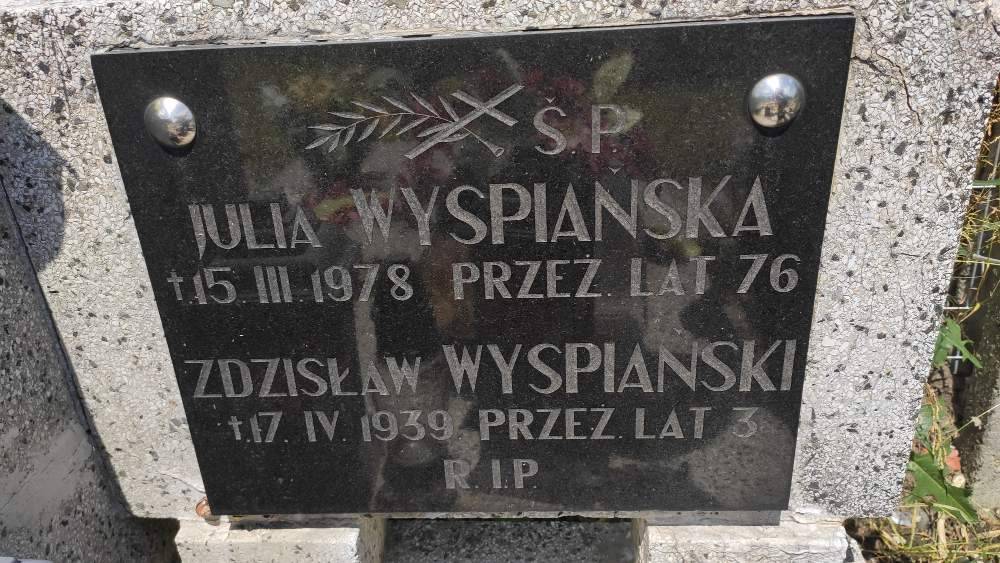 Ś.P.
JULIA WYSPIAŃSKA
†.15 III.1978 PRZEŻ. LAT 76
ZDZISŁAW WYSPIAŃSKI
†.17. IV.1939. PRZEŻ. LAT 3
R.I.P.